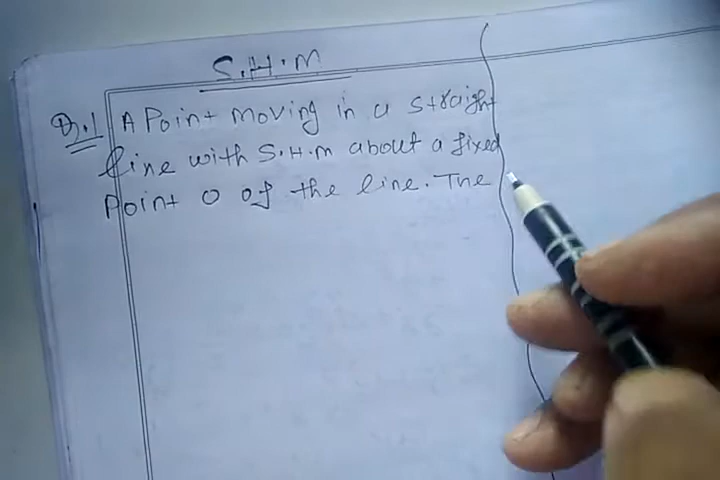 S.H.M
Q.1 A Point moving in a straight
line with S.H.M about a fixed
Point O of the line. The